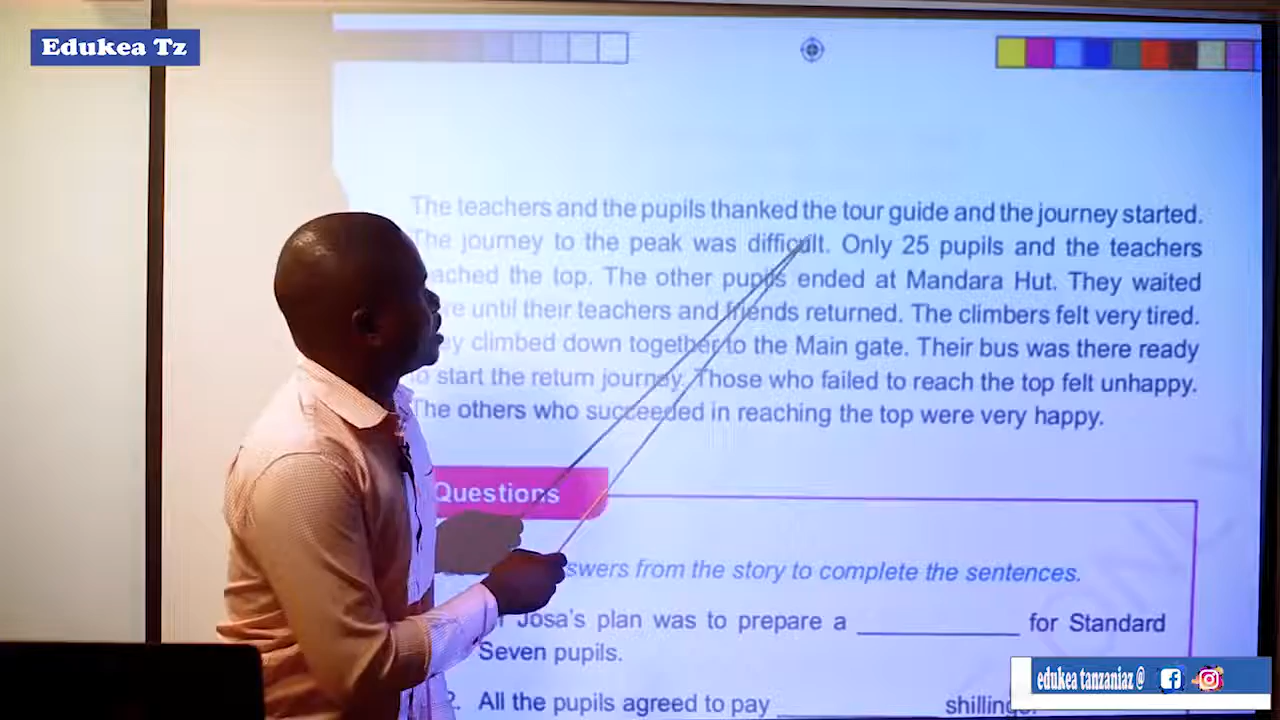 Edukea Tz
The teachers and the pupils thanked the tour guide and the journey started.
The journey to the peak was difficult. Only 25 pupils and the teachers
the top. The other pupils ended at Mandara Hut. They waited
until their teachers and friends returned. The climbers felt very tired.
climbed down together to the Main gate. Their bus was there ready
to start the return journey. Those who failed to reach the top felt unhappy.
The others who succeeded in reaching the top were very happy.
Questions
from the story to complete the sentences.
Josa's plan was to prepare a ____________ for Standard
Seven pupils.
2. All the pupils agreed to pay ____________ shillings.
edukea tanzaniaz @
ONLY